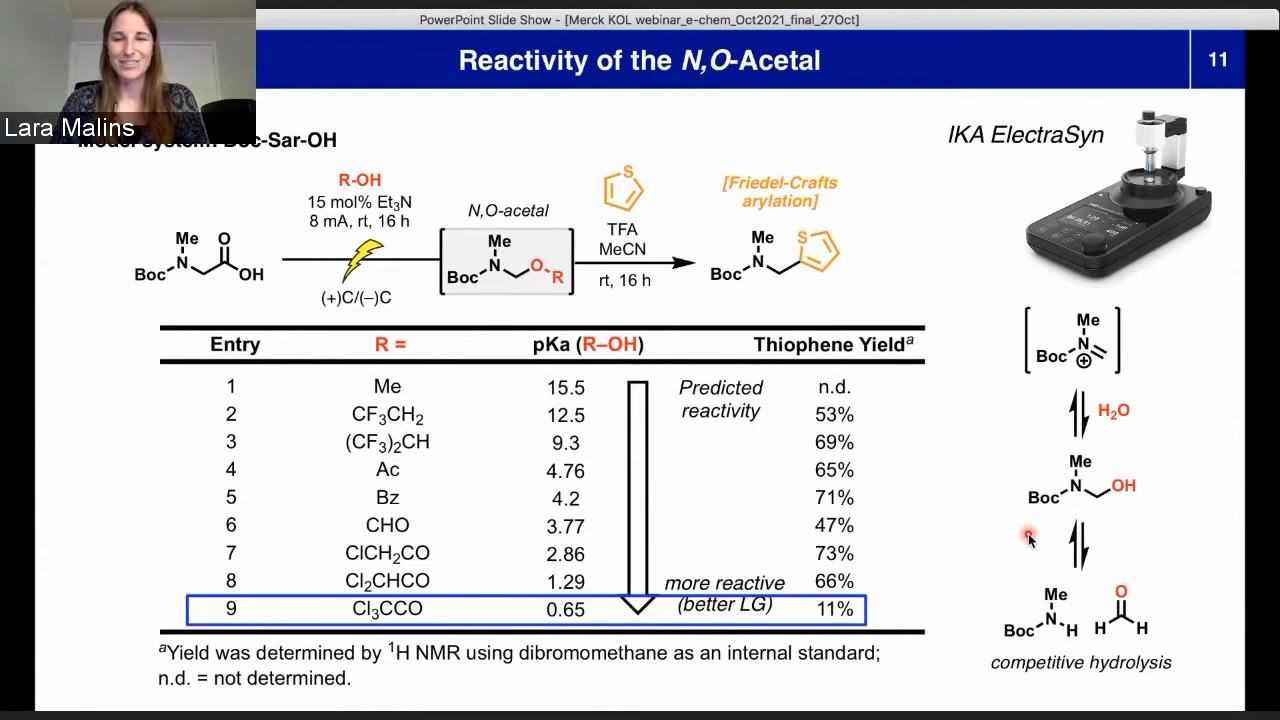 PowerPoint Slide Show - [Merck KOL webinar_e-chem_Oct2021_final_27Oct]
Reactivity of the N,O-Acetal
11
Lara Malins
Model system: Boc-Sar-OH
IKA ElectraSyn
R-OH
15 mol% Et₃N
8 mA, rt, 16 h
(+)C/(–)C
Me
N
Boc
O
OH
N,O-acetal
Me
N
Boc
O
R
S
TFA
MeCN
rt, 16 h
[Friedel-Crafts
arylation]
Me
N
Boc
S
Entry R = pKa (R–OH) Thiophene Yieldᵃ
1 Me 15.5 n.d.
2 CF₃CH₂ 12.5 53%
3 (CF₃)₂CH 9.3 69%
4 Ac 4.76 65%
5 Bz 4.2 71%
6 CHO 3.77 47%
7 ClCH₂CO 2.86 73%
8 Cl₂CHCO 1.29 66%
9 Cl₃CCO 0.65 11%
Predicted
reactivity
more reactive
(better LG)
ᵃYield was determined by ¹H NMR using dibromomethane as an internal standard;
n.d. = not determined.
Me
Boc N
+
H₂O
Me
N OH
Boc
Me O
Boc N H H H
competitive hydrolysis